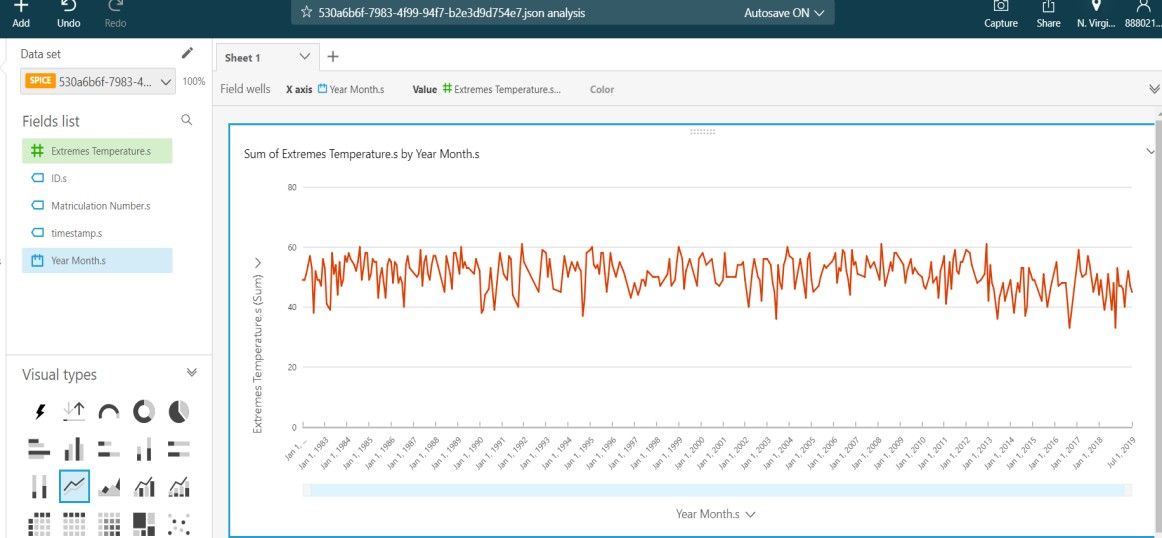 Add
Undo
Redo
530a6b6f-7983-4f99-94f7-b2e3d9d754e7.json analysis
Autosave ON
Capture
Share
N. Virgi...
888021...
Data set
SPICE 530a6b6f-7983-4... 100%
Fields list
Extremes Temperature.s
ID.s
Matriculation Number.s
timestamp.s
Year Month.s
Visual types
Sheet 1
Field wells X axis Year Month.s Value Extremes Temperature.s... Color
Sum of Extremes Temperature.s by Year Month.s
Extremes Temperature.s (Sum)
80
60
40
20
0
Jan 1, ...
Jan 1, 1983
Jan 1, 1984
Jan 1, 1985
Jan 1, 1986
Jan 1, 1987
Jan 1, 1988
Jan 1, 1989
Jan 1, 1990
Jan 1, 1991
Jan 1, 1992
Jan 1, 1993
Jan 1, 1994
Jan 1, 1995
Jan 1, 1996
Jan 1, 1997
Jan 1, 1998
Jan 1, 1999
Jan 1, 2000
Jan 1, 2001
Jan 1, 2002
Jan 1, 2003
Jan 1, 2004
Jan 1, 2005
Jan 1, 2006
Jan 1, 2007
Jan 1, 2008
Jan 1, 2009
Jan 1, 2010
Jan 1, 2011
Jan 1, 2012
Jan 1, 2013
Jan 1, 2014
Jan 1, 2015
Jan 1, 2016
Jan 1, 2017
Jan 1, 2018
Jul 1, 2019
Year Month.s